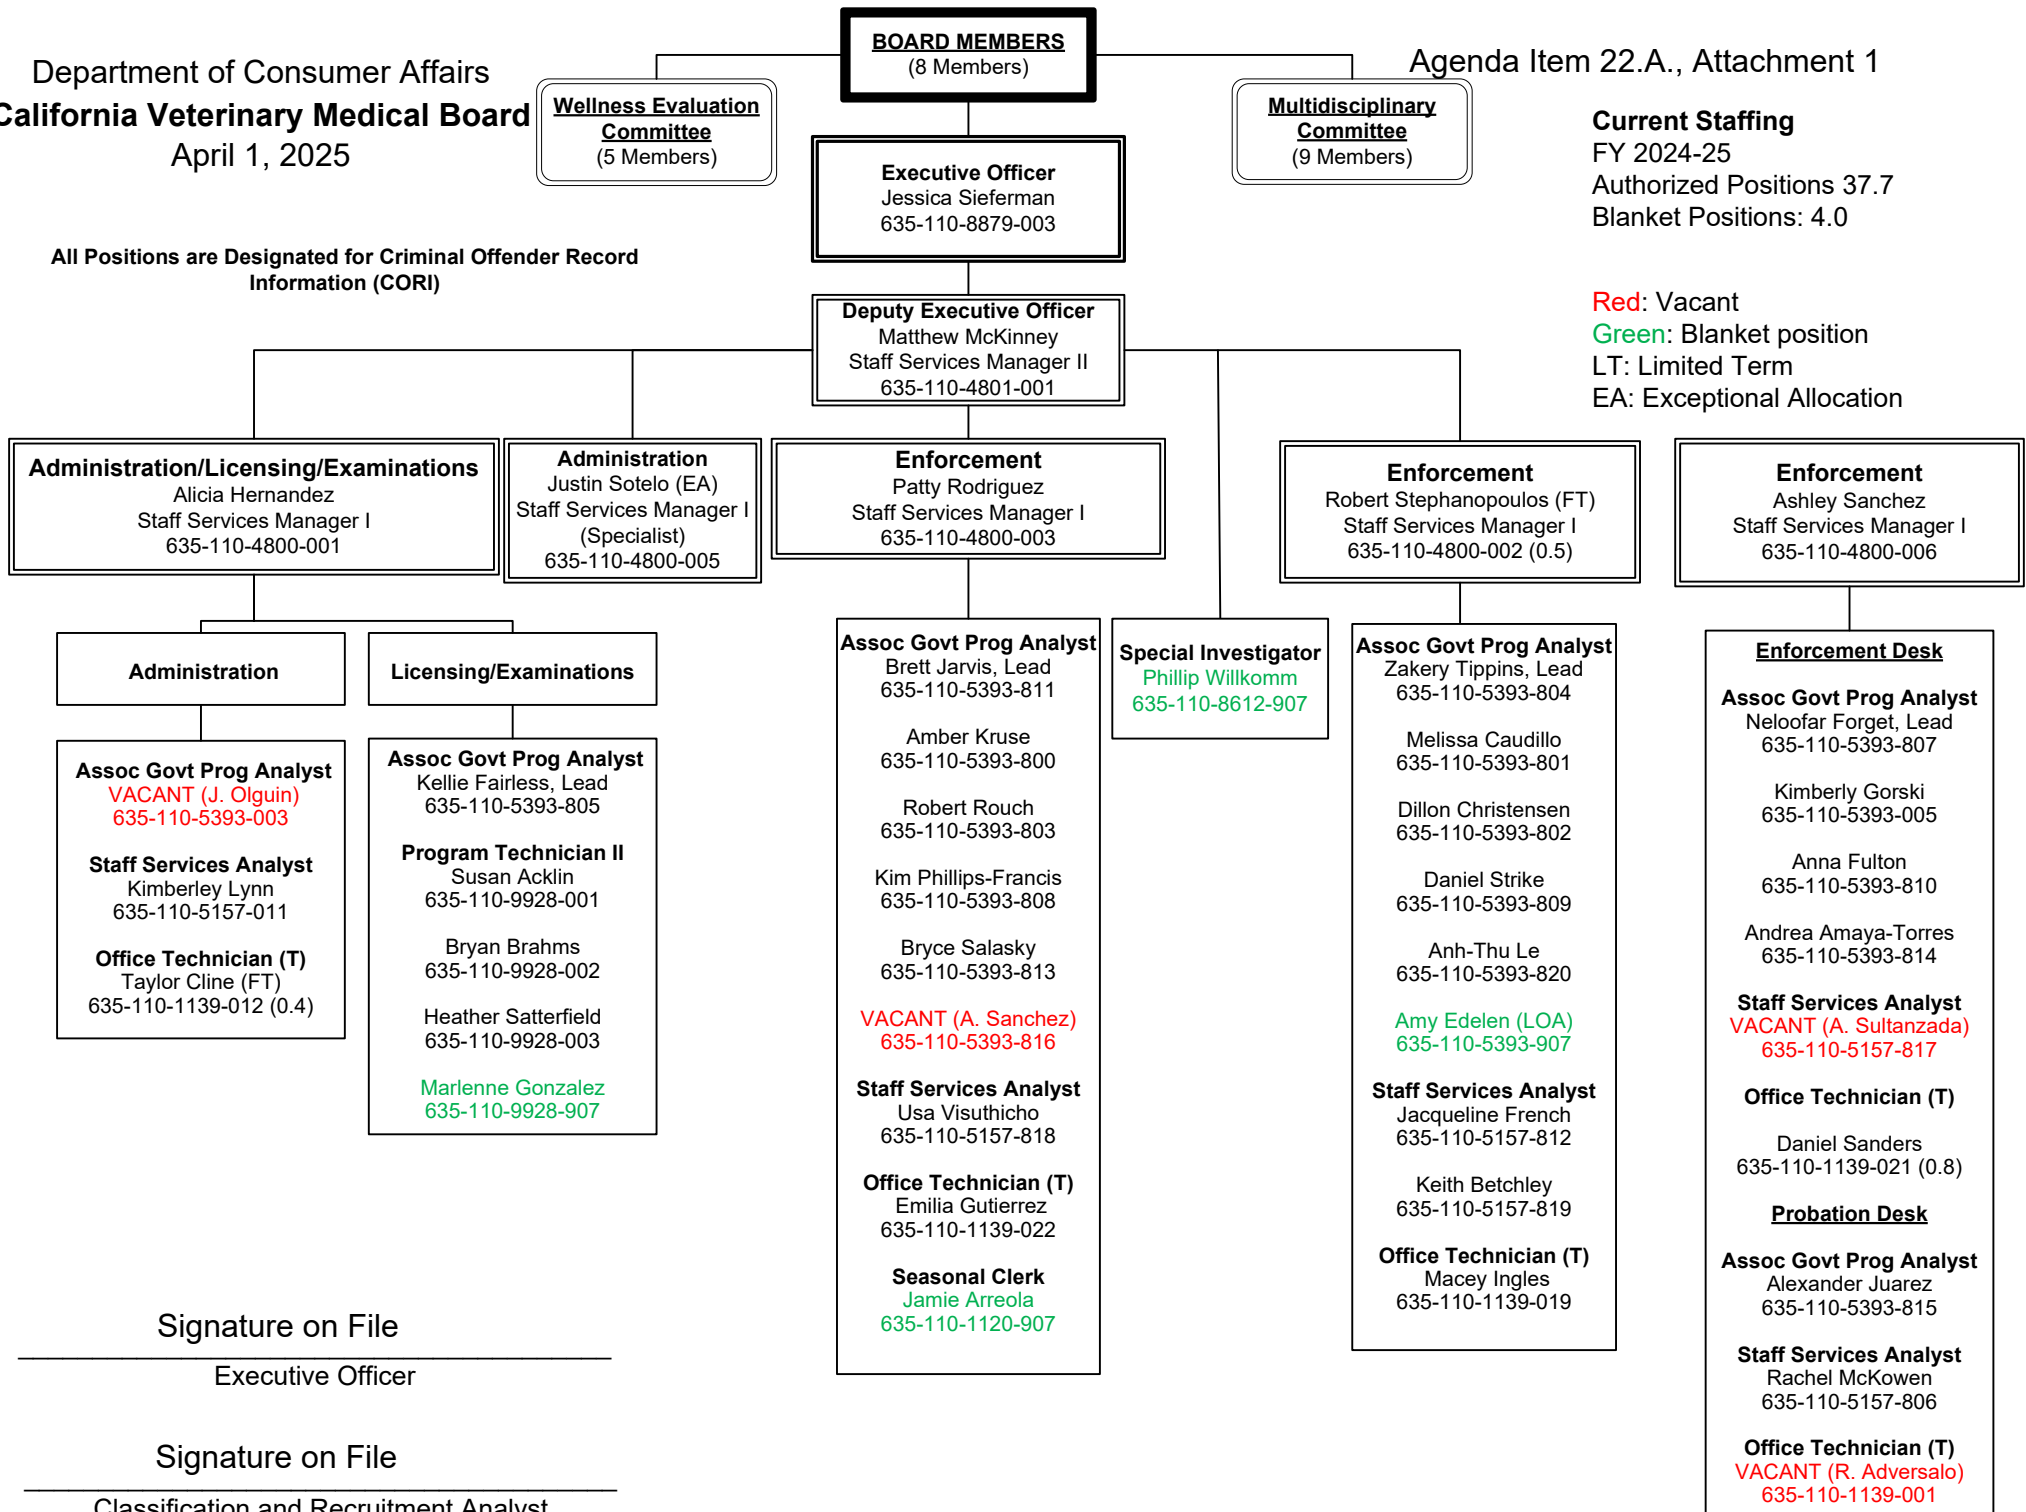 Department of Consumer Affairs
California Veterinary Medical Board
April 1, 2025
BOARD MEMBERS
(8 Members)
Agenda Item 22.A., Attachment 1
Wellness Evaluation
Committee
(5 Members)
Multidisciplinary
Committee
(9 Members)
Current Staffing
FY 2024-25
Authorized Positions 37.7
Blanket Positions: 4.0
Executive Officer
Jessica Sieferman
635-110-8879-003
All Positions are Designated for Criminal Offender Record
Information (CORI)
Red: Vacant
Green: Blanket position
LT: Limited Term
EA: Exceptional Allocation
Deputy Executive Officer
Matthew McKinney
Staff Services Manager II
635-110-4801-001
Administration/Licensing/Examinations
Alicia Hernandez
Staff Services Manager I
635-110-4800-001
Administration
Justin Sotelo (EA)
Staff Services Manager I
(Specialist)
635-110-4800-005
Enforcement
Patty Rodriguez
Staff Services Manager I
635-110-4800-003
Enforcement
Robert Stephanopoulos (FT)
Staff Services Manager I
635-110-4800-002 (0.5)
Enforcement
Ashley Sanchez
Staff Services Manager I
635-110-4800-006
Administration
Licensing/Examinations
Assoc Govt Prog Analyst
VACANT (J. Olguin)
635-110-5393-003
Staff Services Analyst
Kimberley Lynn
635-110-5157-011
Office Technician (T)
Taylor Cline (FT)
635-110-1139-012 (0.4)
Assoc Govt Prog Analyst
Kellie Fairless, Lead
635-110-5393-805
Program Technician II
Susan Acklin
635-110-9928-001
Bryan Brahms
635-110-9928-002
Heather Satterfield
635-110-9928-003
Marlenne Gonzalez
635-110-9928-907
Assoc Govt Prog Analyst
Brett Jarvis, Lead
635-110-5393-811
Amber Kruse
635-110-5393-800
Robert Rouch
635-110-5393-803
Kim Phillips-Francis
635-110-5393-808
Bryce Salasky
635-110-5393-813
VACANT (A. Sanchez)
635-110-5393-816
Staff Services Analyst
Usa Visuthicho
635-110-5157-818
Office Technician (T)
Emilia Gutierrez
635-110-1139-022
Seasonal Clerk
Jamie Arreola
635-110-1120-907
Special Investigator
Phillip Willkomm
635-110-8612-907
Assoc Govt Prog Analyst
Zakery Tippins, Lead
635-110-5393-804
Melissa Caudillo
635-110-5393-801
Dillon Christensen
635-110-5393-802
Daniel Strike
635-110-5393-809
Anh-Thu Le
635-110-5393-820
Amy Edelen (LOA)
635-110-5393-907
Staff Services Analyst
Jacqueline French
635-110-5157-812
Keith Betchley
635-110-5157-819
Office Technician (T)
Macey Ingles
635-110-1139-019
Enforcement Desk
Assoc Govt Prog Analyst
Neloofar Forget, Lead
635-110-5393-807
Kimberly Gorski
635-110-5393-005
Anna Fulton
635-110-5393-810
Andrea Amaya-Torres
635-110-5393-814
Staff Services Analyst
VACANT (A. Sultanzada)
635-110-5157-817
Office Technician (T)
Daniel Sanders
635-110-1139-021 (0.8)
Probation Desk
Assoc Govt Prog Analyst
Alexander Juarez
635-110-5393-815
Staff Services Analyst
Rachel McKowen
635-110-5157-806
Office Technician (T)
VACANT (R. Adversalo)
635-110-1139-001
Signature on File
Executive Officer
Signature on File
Classification and Recruitment Analyst